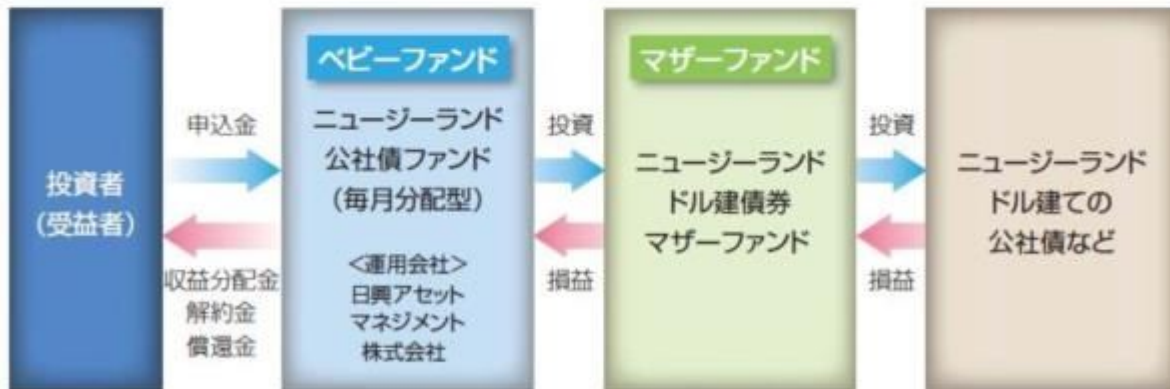 投資者
(受益者)
申込金
収益分配金
解約金
償還金
ベビーファンド
ニュージーランド
公社債ファンド
(毎月分配型)
<運用会社>
日興アセット
マネジメント
株式会社
投資
損益
マザーファンド
ニュージーランド
ドル建債券
マザーファンド
投資
損益
ニュージーランド
ドル建ての
公社債など